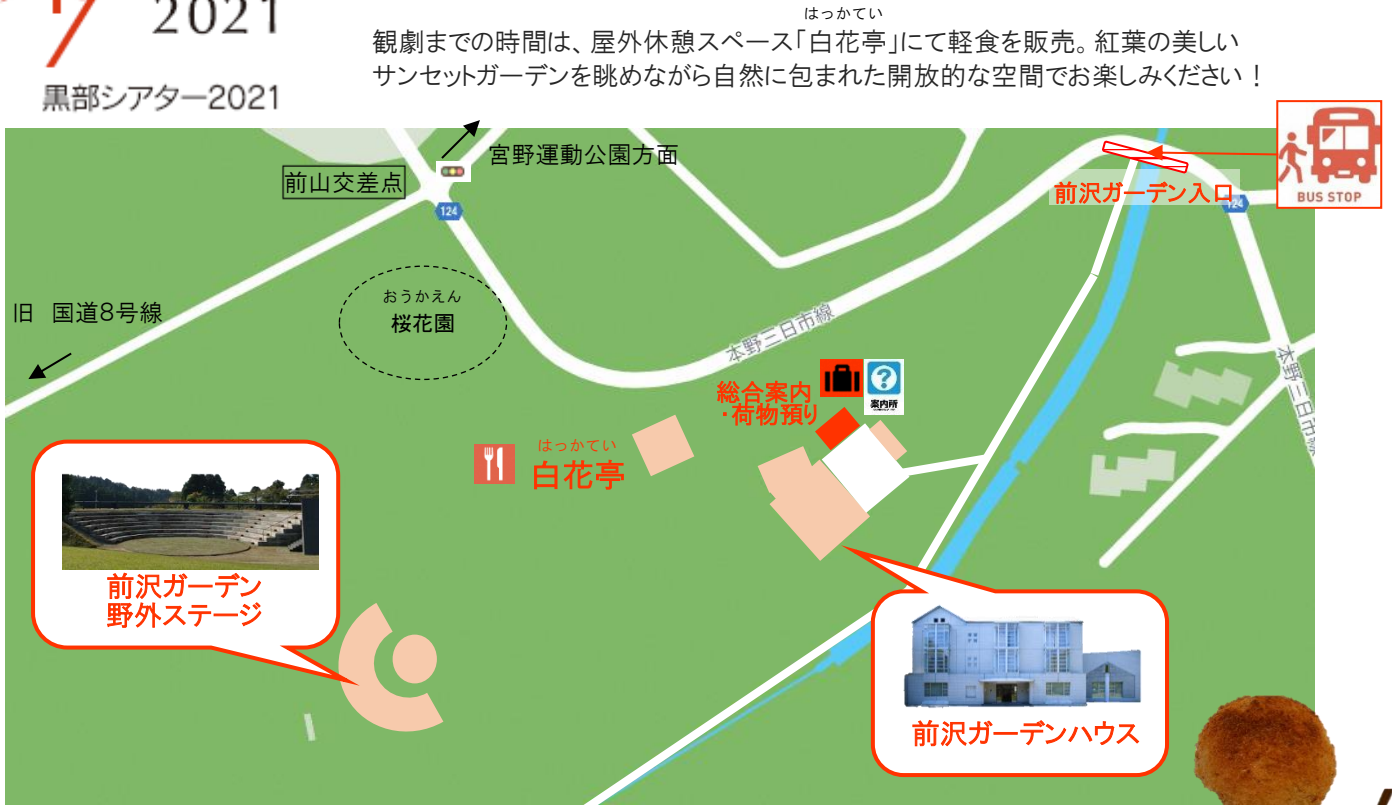 2021
黒部シアター2021
はっかてい
観劇までの時間は、屋外休憩スペース「白花亭」にて軽食を販売。紅葉の美しい
サンセットガーデンを眺めながら自然に包まれた開放的な空間でお楽しみください！
宮野運動公園方面
前山交差点
124
前沢ガーデン入口
124
BUS STOP
旧 国道8号線
おうかえん
桜花園
本野三日市線
本野三日市線
総合案内
・荷物預り
?
案内所
はっかてい
白花亭
前沢ガーデン
野外ステージ
前沢ガーデンハウス